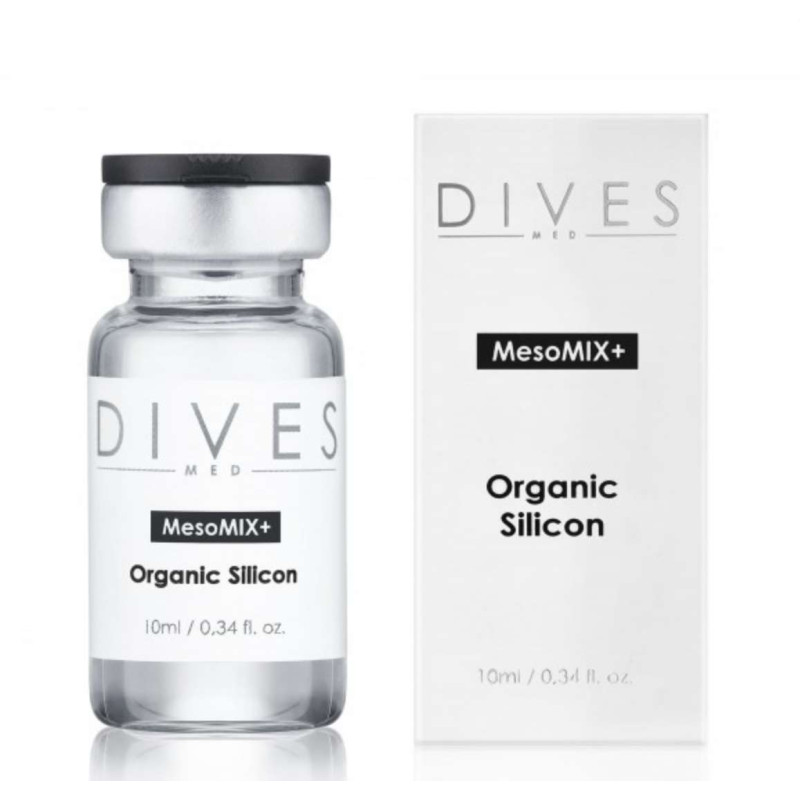 DIVES
MED
MesoMIX+
Organic Silicon
10ml / 0,34 fl. oz.
DIVES
MED
MesoMIX+
Organic
Silicon
10ml / 0,34 fl. oz.